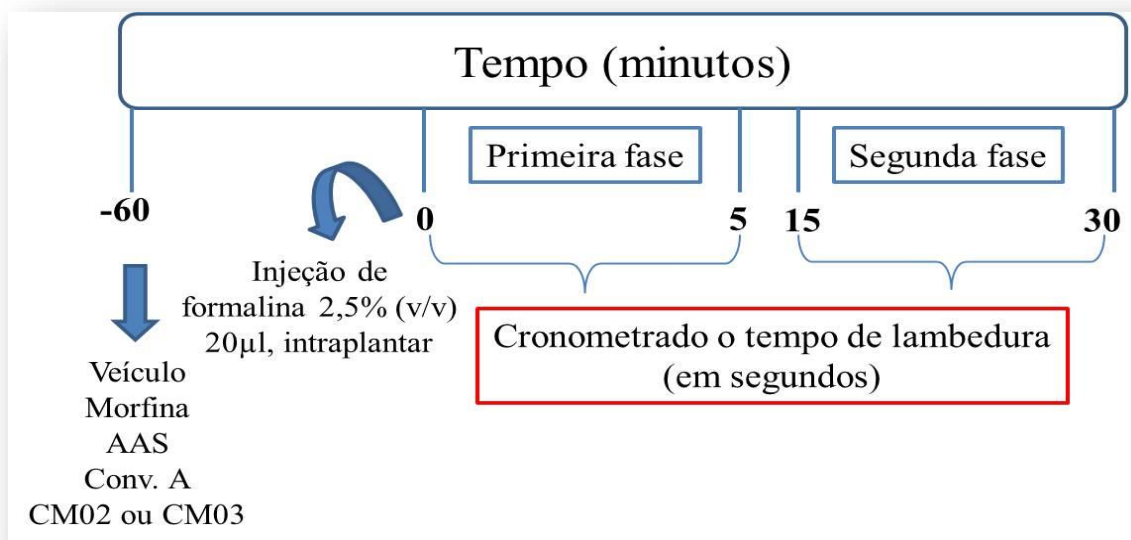 Tempo (minutos)
Primeira fase
Segunda fase
-60
0
5
15
30
Injeção de
formalina 2,5% (v/v)
20µl, intraplantar
Cronometrado o tempo de lambedura
(em segundos)
Veículo
Morfina
AAS
Conv. A
CM02 ou CM03